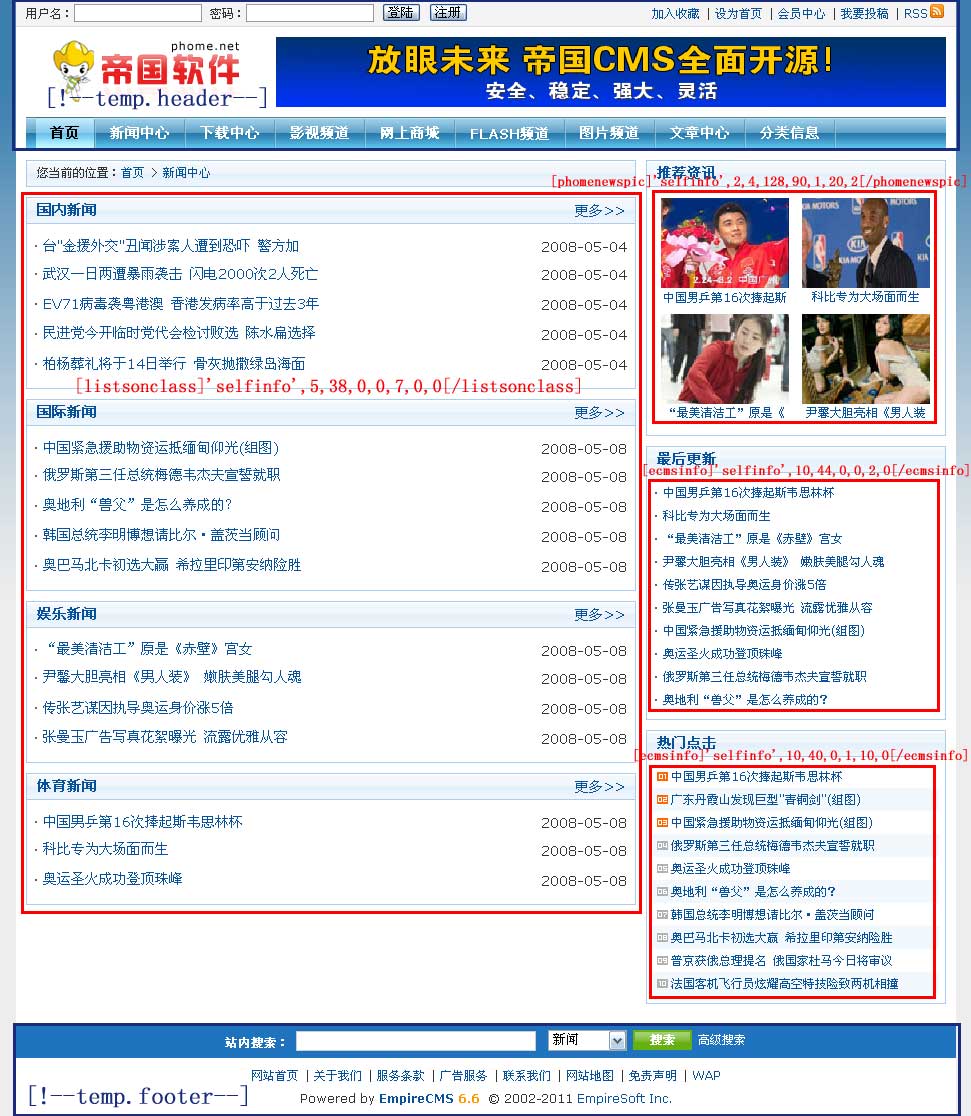 用户名： 密码： 登陆 注册 加入收藏 | 设为首页 | 会员中心 | 我要投稿 | RSS
phome.net
帝国软件
放眼未来 帝国CMS全面开源!
安全、稳定、强大、灵活
[!--temp.header--]
首页 新闻中心 下载中心 影视频道 网上商城 FLASH频道 图片频道 文章中心 分类信息
您当前的位置：首页 > 新闻中心
国内新闻 更多>>
·台"金援外交"丑闻涉案人遭到恐吓 警方加 2008-05-04
·武汉一日两遭暴雨袭击 闪电2000次2人死亡 2008-05-04
·EV71病毒袭粤港澳 香港发病率高于过去3年 2008-05-04
·民进党今开临时党代会检讨败选 陈水扁选择 2008-05-04
·柏杨葬礼将于14日举行 骨灰抛撒绿岛海面 2008-05-04
[listsonclass]'selfinfo',5,38,0,0,7,0,0[/listsonclass]
国际新闻 更多>>
·中国紧急援助物资运抵缅甸仰光(组图) 2008-05-08
·俄罗斯第三任总统梅德韦杰夫宣誓就职 2008-05-08
·奥地利“兽父”是怎么养成的? 2008-05-08
·韩国总统李明博想请比尔·盖茨当顾问 2008-05-08
·奥巴马北卡初选大赢 希拉里印第安纳险胜 2008-05-08
娱乐新闻 更多>>
·“最美清洁工”原是《赤壁》宫女 2008-05-08
·尹馨大胆亮相《男人装》 嫩肤美腿勾人魂 2008-05-08
·传张艺谋因执导奥运身价涨5倍 2008-05-08
·张曼玉广告写真花絮曝光 流露优雅从容 2008-05-08
体育新闻 更多>>
·中国男乒第16次捧起斯韦思林杯 2008-05-08
·科比专为大场面而生 2008-05-08
·奥运圣火成功登顶珠峰 2008-05-08
推荐资讯
[phomenewspic]'selfinfo',2,4,128,90,1,20,2[/phomenewspic]
KIA MOTORS
中国男乒第16次捧起斯 科比专为大场面而生
“最美清洁工”原是《 尹馨大胆亮相《男人装
最后更新
[ecmsinfo]'selfinfo',10,44,0,0,2,0[/ecmsinfo]
·中国男乒第16次捧起斯韦思林杯
·科比专为大场面而生
·“最美清洁工”原是《赤壁》宫女
·尹馨大胆亮相《男人装》 嫩肤美腿勾人魂
·传张艺谋因执导奥运身价涨5倍
·张曼玉广告写真花絮曝光 流露优雅从容
·中国紧急援助物资运抵缅甸仰光(组图)
·奥运圣火成功登顶珠峰
·俄罗斯第三任总统梅德韦杰夫宣誓就职
·奥地利“兽父”是怎么养成的?
热门点击
[ecmsinfo]'selfinfo',10,40,0,1,10,0[/ecmsinfo]
01 中国男乒第16次捧起斯韦思林杯
02 广东丹霞山发现巨型"青铜剑"(组图)
03 中国紧急援助物资运抵缅甸仰光(组图)
04 俄罗斯第三任总统梅德韦杰夫宣誓就职
05 奥运圣火成功登顶珠峰
06 奥地利“兽父”是怎么养成的?
07 韩国总统李明博想请比尔·盖茨当顾问
08 奥巴马北卡初选大赢 希拉里印第安纳险胜
09 普京获俄总理提名 俄国家杜马今日将审议
10 法国客机飞行员炫耀高空特技险致两机相撞
站内搜索： 新闻 搜索 高级搜索
网站首页 | 关于我们 | 服务条款 | 广告服务 | 联系我们 | 网站地图 | 免责声明 | WAP
[!--temp.footer--]
Powered by EmpireCMS 6.6 © 2002-2011 EmpireSoft Inc.